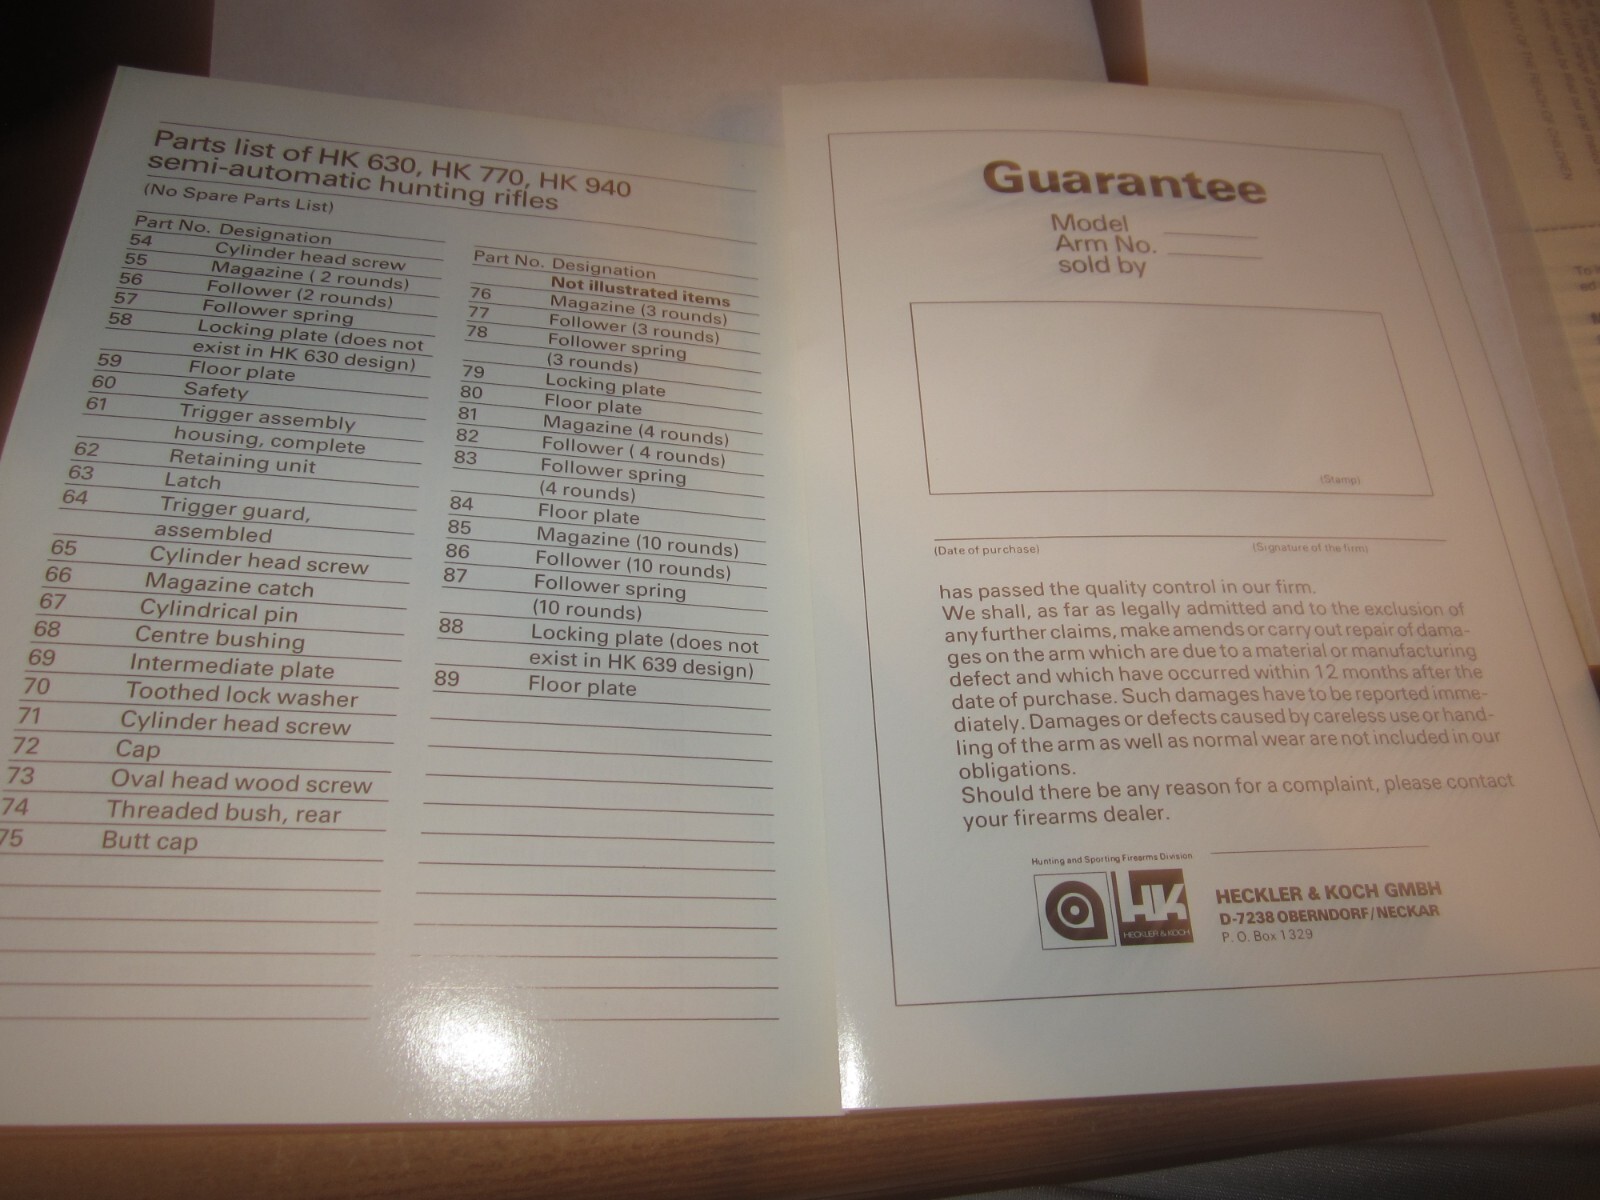 Parts list of HK 630, HK 770, HK 940
semi-automatic hunting rifles
(No Spare Parts List)
Part No. Designation
54 Cylinder head screw
55 Magazine ( 2 rounds)
56 Follower (2 rounds)
57 Follower spring
58 Locking plate (does not
exist in HK 630 design)
59 Floor plate
60 Safety
61 Trigger assembly
housing, complete
62 Retaining unit
63 Latch
64 Trigger guard,
assembled
65 Cylinder head screw
66 Magazine catch
67 Cylindrical pin
68 Centre bushing
69 Intermediate plate
70 Toothed lock washer
71 Cylinder head screw
72 Cap
73 Oval head wood screw
74 Threaded bush, rear
75 Butt cap
Part No. Designation
Not illustrated items
76 Magazine (3 rounds)
77 Follower (3 rounds)
78 Follower spring
(3 rounds)
79 Locking plate
80 Floor plate
81 Magazine (4 rounds)
82 Follower ( 4 rounds)
83 Follower spring
(4 rounds)
84 Floor plate
85 Magazine (10 rounds)
86 Follower (10 rounds)
87 Follower spring
(10 rounds)
88 Locking plate (does not
exist in HK 639 design)
89 Floor plate
Guarantee
Model
Arm No.
sold by
(Stamp)
(Date of purchase) (Signature of the firm)
has passed the quality control in our firm.
We shall, as far as legally admitted and to the exclusion of
any further claims, make amends or carry out repair of dama-
ges on the arm which are due to a material or manufacturing
defect and which have occurred within 12 months after the
date of purchase. Such damages have to be reported imme-
diately. Damages or defects caused by careless use or hand-
ling of the arm as well as normal wear are not included in our
obligations.
Should there be any reason for a complaint, please contact
your firearms dealer.
Hunting and Sporting Firearms Division
HK
HECKLER & KOCH
HECKLER & KOCH GMBH
D-7238 OBERNDORF/NECKAR
P. O. Box 1329